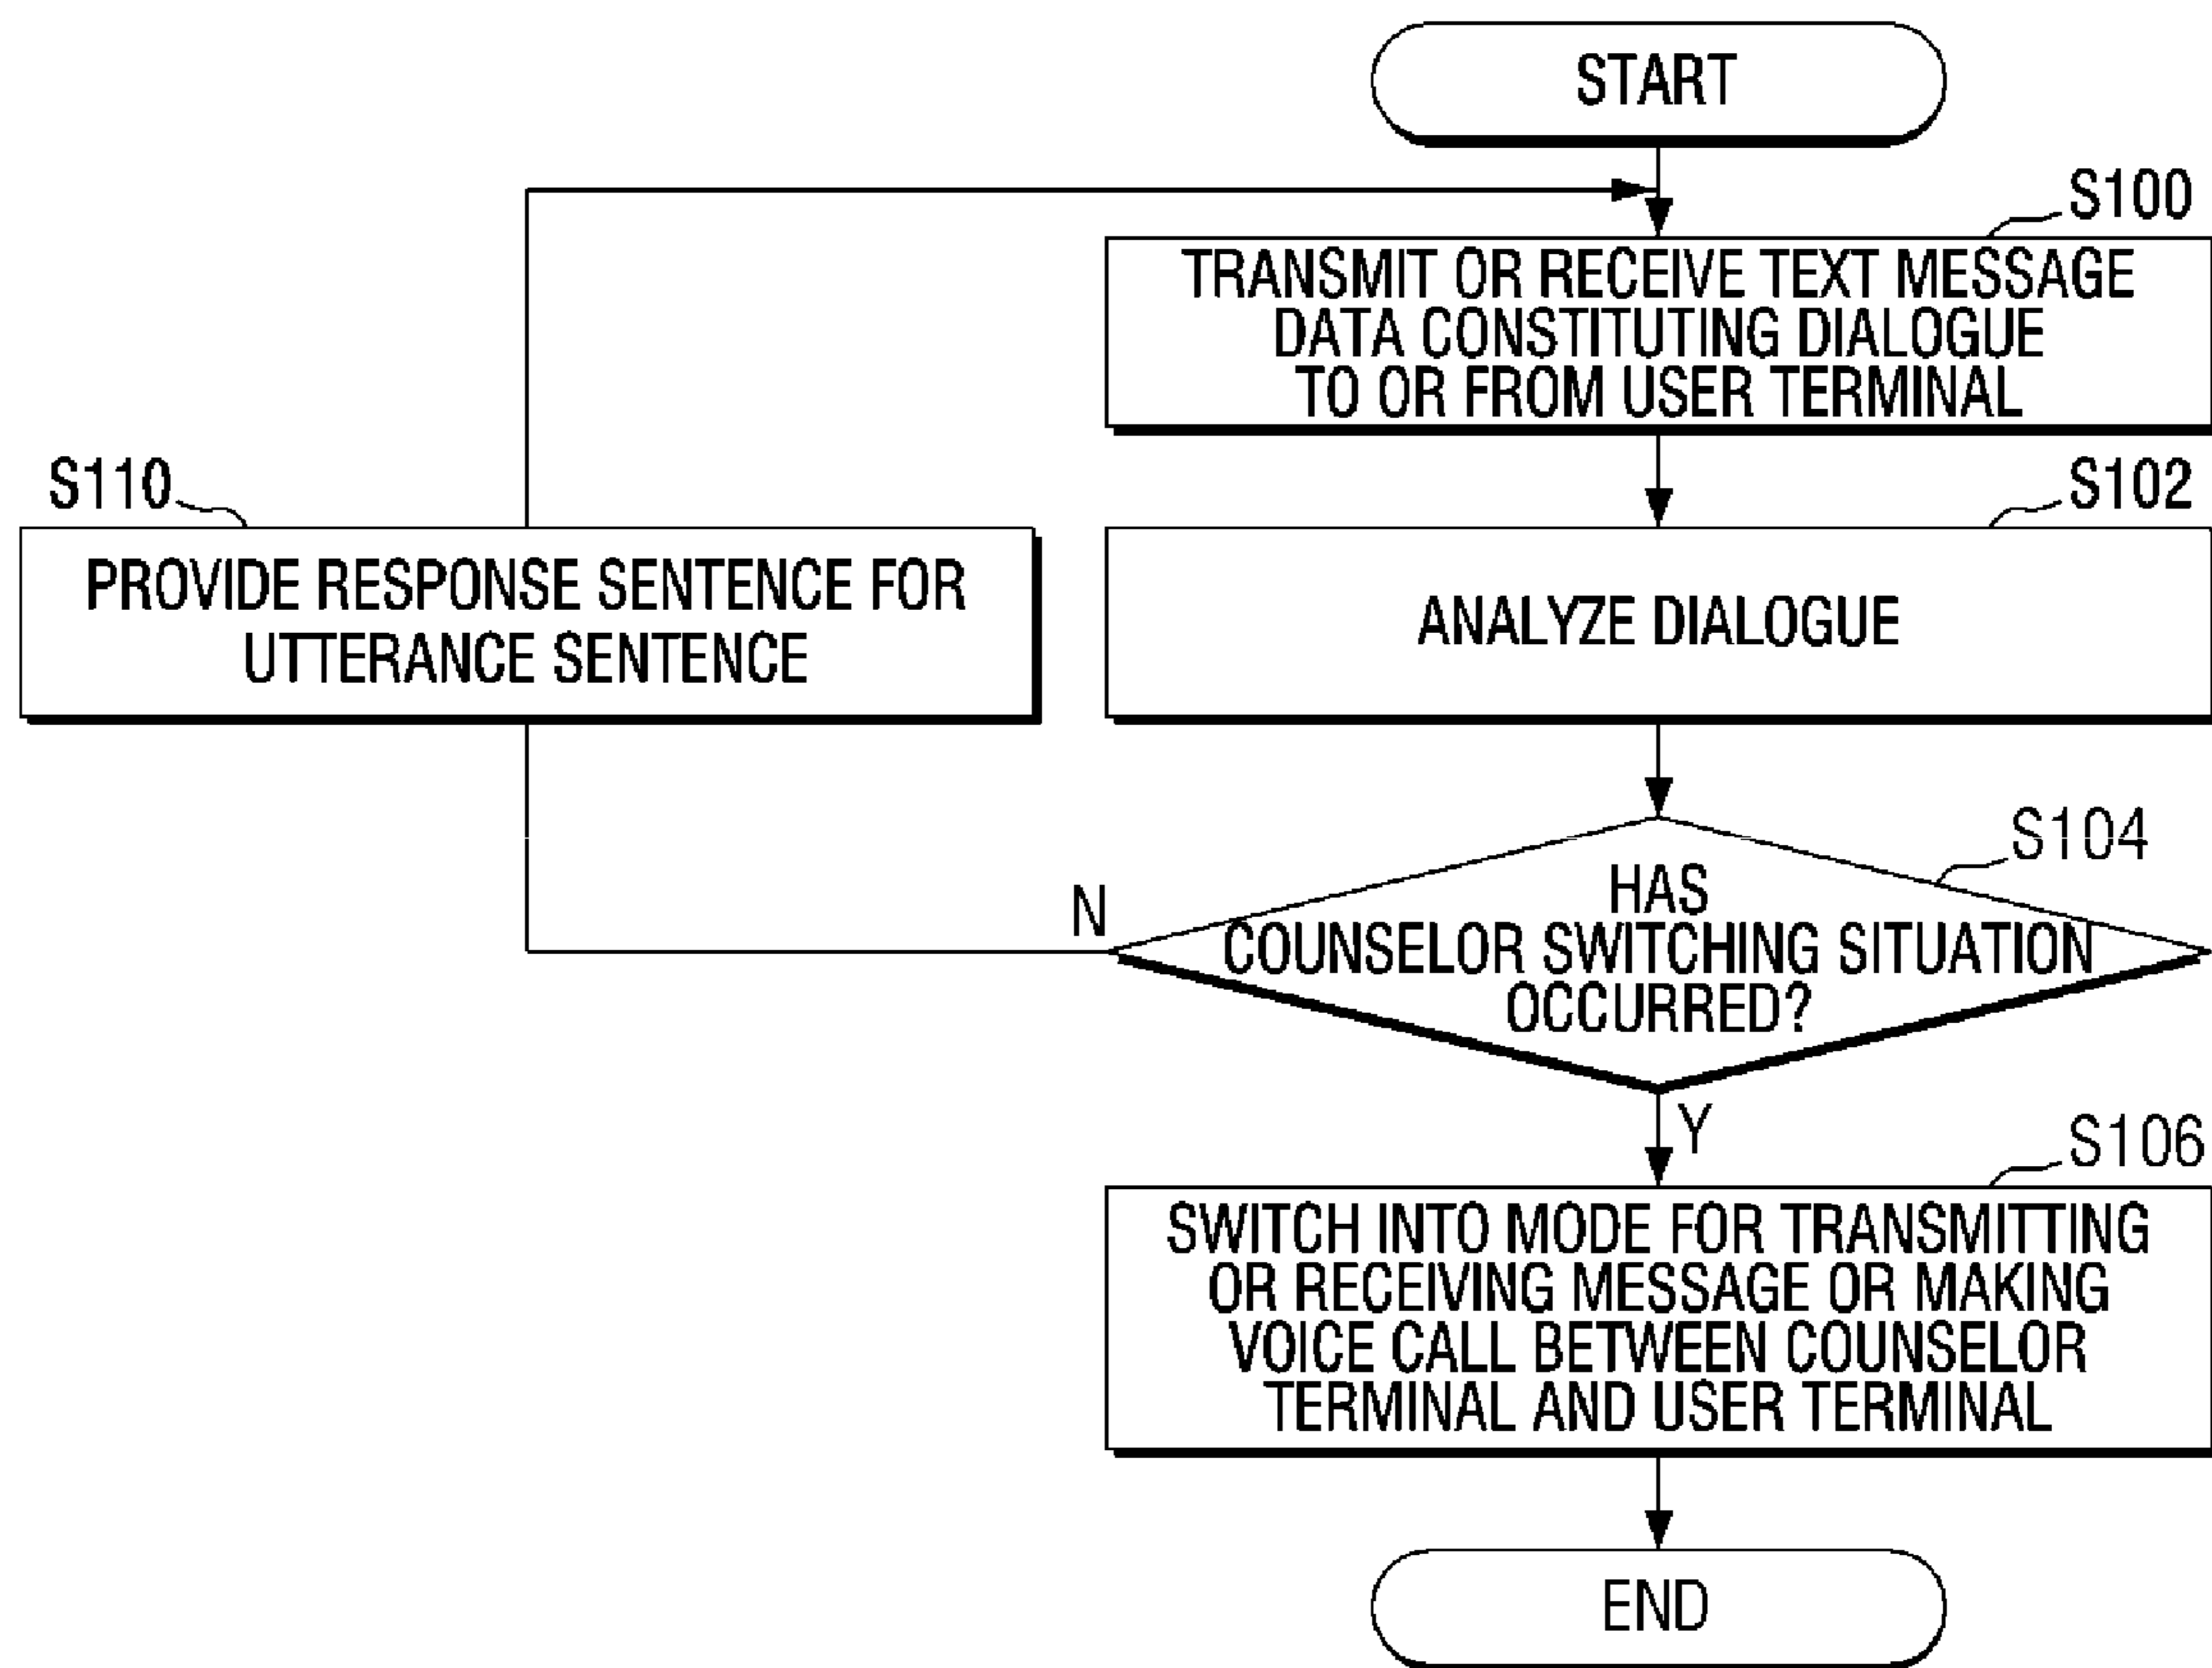 START
S100
TRANSMIT OR RECEIVE TEXT MESSAGE
DATA CONSTITUTING DIALOGUE
TO OR FROM USER TERMINAL
S110
PROVIDE RESPONSE SENTENCE FOR
UTTERANCE SENTENCE
S102
ANALYZE DIALOGUE
S104
HAS
COUNSELOR SWITCHING SITUATION
OCCURRED?
N
Y
S106
SWITCH INTO MODE FOR TRANSMITTING
OR RECEIVING MESSAGE OR MAKING
VOICE CALL BETWEEN COUNSELOR
TERMINAL AND USER TERMINAL
END